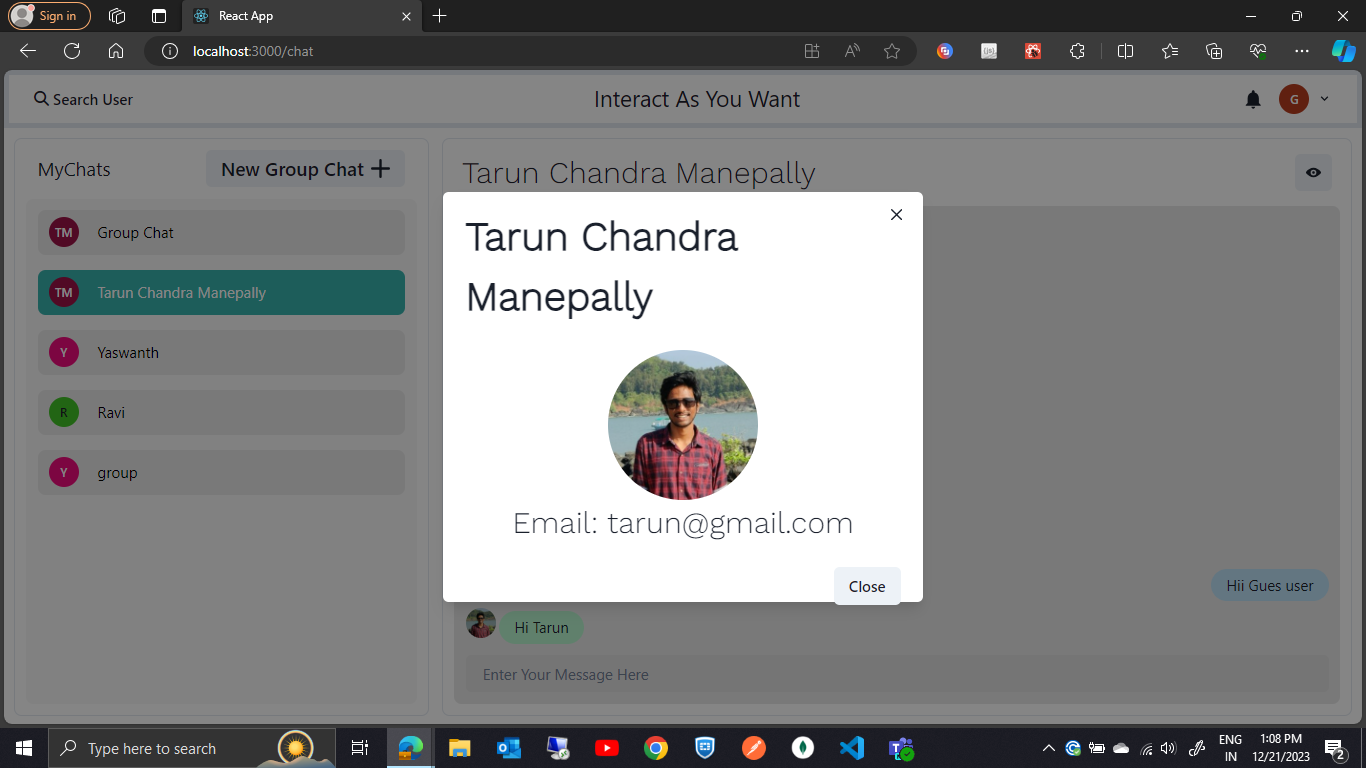 Sign in
React App
localhost:3000/chat
Search User
Interact As You Want
G
MyChats
New Group Chat
Tarun Chandra Manepally
TM Group Chat
TM Tarun Chandra Manepally
Y Yaswanth
R Ravi
Y group
Tarun Chandra
Manepally
Email: tarun@gmail.com
Close
Hii Gues user
Hi Tarun
Enter Your Message Here
Type here to search
ENG
IN
1:08 PM
12/21/2023
2